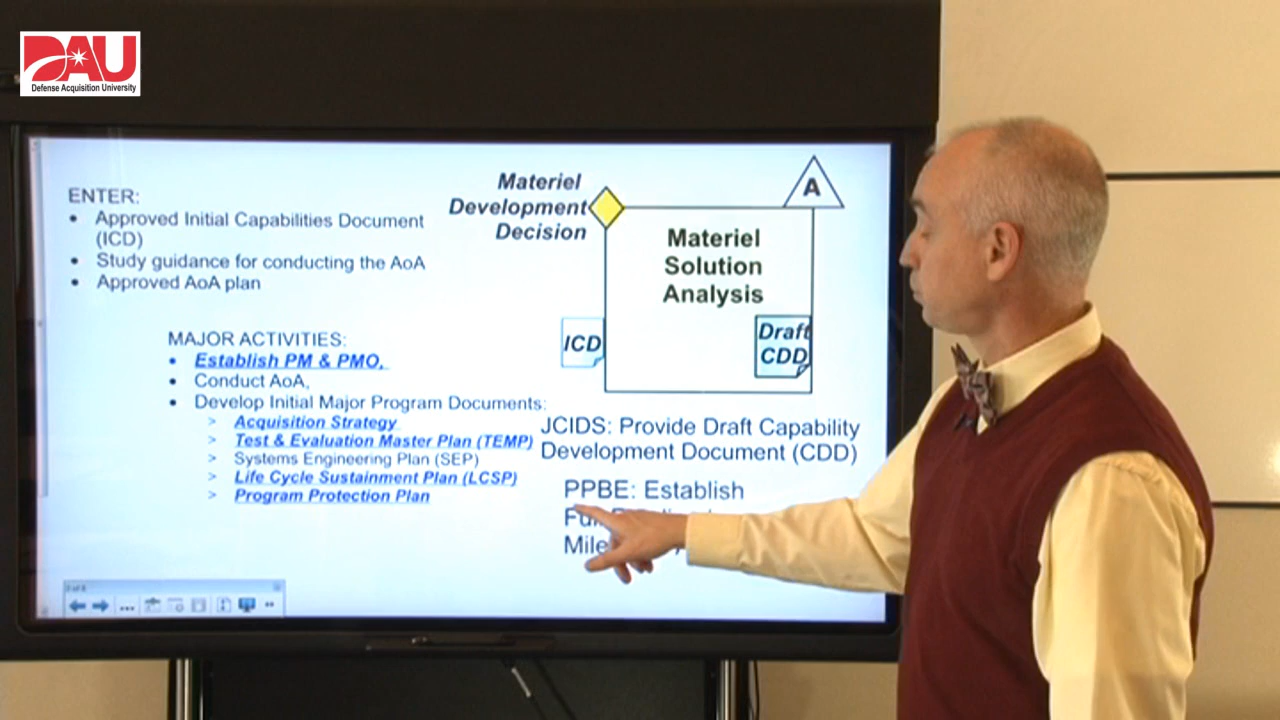 DAU
Defense Acquisition University
ENTER:
• Approved Initial Capabilities Document
(ICD)
• Study guidance for conducting the AoA
• Approved AoA plan
MAJOR ACTIVITIES:
• Establish PM & PMO,
• Conduct AoA,
• Develop Initial Major Program Documents:
> Acquisition Strategy
> Test & Evaluation Master Plan (TEMP)
> Systems Engineering Plan (SEP)
> Life Cycle Sustainment Plan (LCSP)
> Program Protection Plan
Materiel
Development
Decision
A
Materiel
Solution
Analysis
ICD
Draft
CDD
JCIDS: Provide Draft Capability
Development Document (CDD)
PPBE: Establish